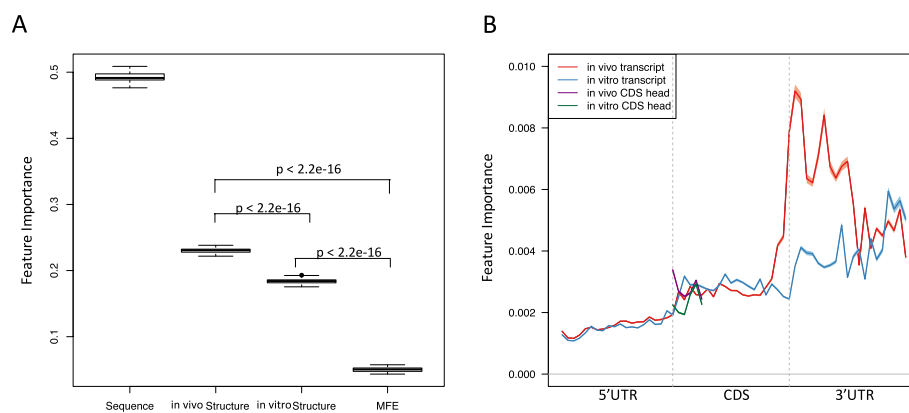 A
Feature Importance
0.5
0.4
0.3
0.2
0.1
p < 2.2e-16
p < 2.2e-16
p < 2.2e-16
Sequence
in vivo Structure
in vitro Structure
MFE
B
Feature Importance
0.010
0.008
0.006
0.004
0.002
0.000
in vivo transcript
in vitro transcript
in vivo CDS head
in vitro CDS head
5’UTR
CDS
3’UTR